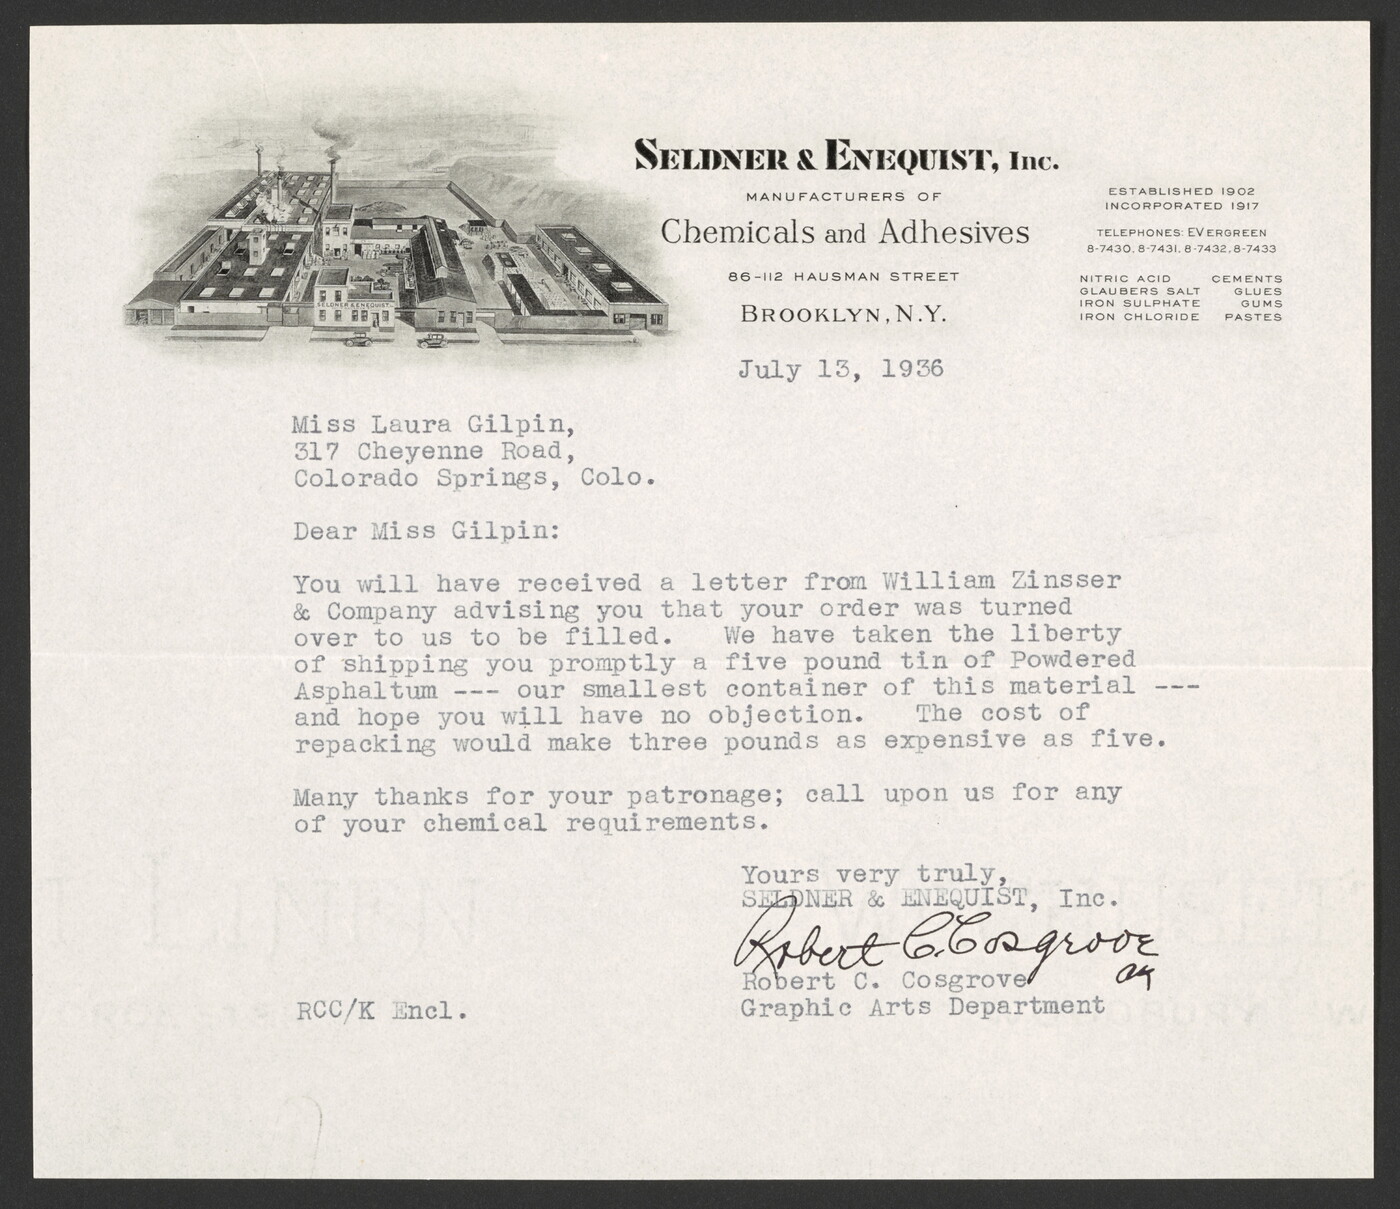 SELDNER & ENEQUIST, Inc.
MANUFACTURERS OF
Chemicals and Adhesives
86-112 HAUSMAN STREET
BROOKLYN, N.Y.
ESTABLISHED 1902
INCORPORATED 1917
TELEPHONES: EVERGREEN
8-7430, 8-7431, 8-7432, 8-7433
NITRIC ACID CEMENTS
GLAUBERS SALT GLUES
IRON SULPHATE GUMS
IRON CHLORIDE PASTES
SELDNER & ENEQUIST
July 13, 1936
Miss Laura Gilpin,
317 Cheyenne Road,
Colorado Springs, Colo.
Dear Miss Gilpin:
You will have received a letter from William Zinsser
& Company advising you that your order was turned
over to us to be filled. We have taken the liberty
of shipping you promptly a five pound tin of Powdered
Asphaltum --- our smallest container of this material ---
and hope you will have no objection. The cost of
repacking would make three pounds as expensive as five.
Many thanks for your patronage; call upon us for any
of your chemical requirements.
Yours very truly,
SELDNER & ENEQUIST, Inc.
Robert C. Cosgrove
Robert C. Cosgrove
Graphic Arts Department
RCC/K Encl.